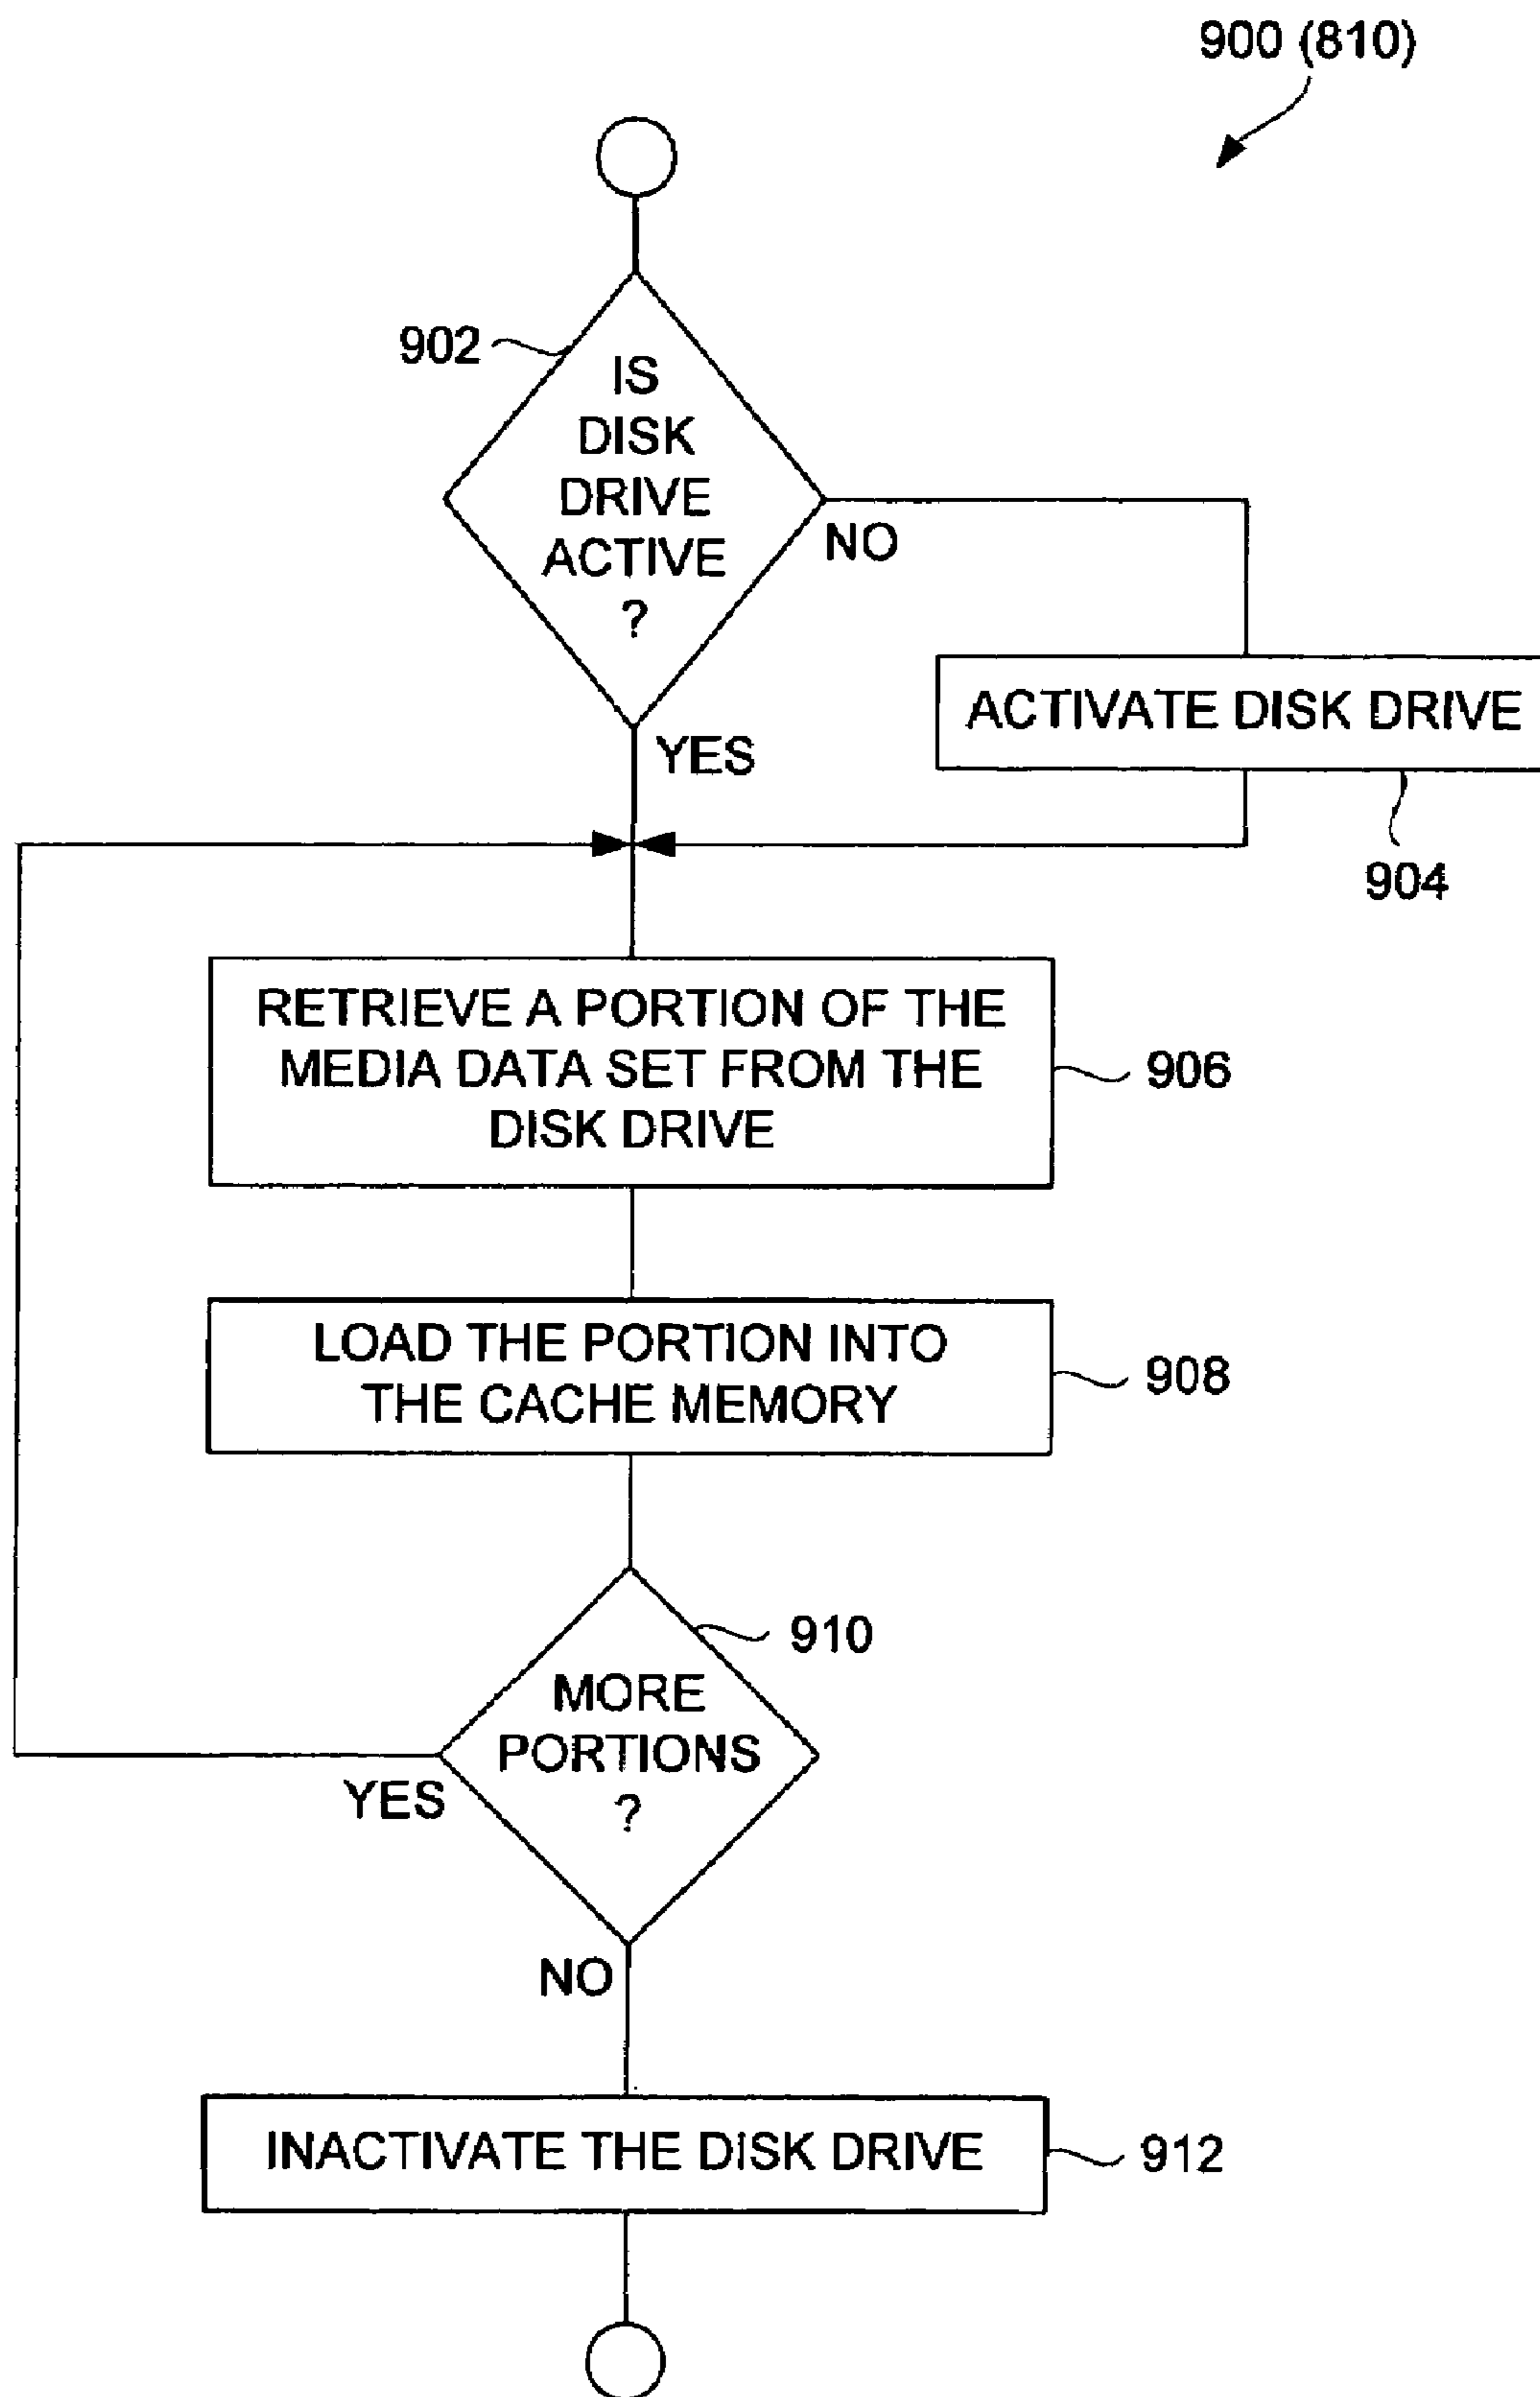 900 (810)
902
IS
DISK
DRIVE
ACTIVE
?
NO
ACTIVATE DISK DRIVE
YES
904
RETRIEVE A PORTION OF THE
MEDIA DATA SET FROM THE
DISK DRIVE
906
LOAD THE PORTION INTO
THE CACHE MEMORY
908
910
MORE
PORTIONS
?
YES
NO
INACTIVATE THE DISK DRIVE
912